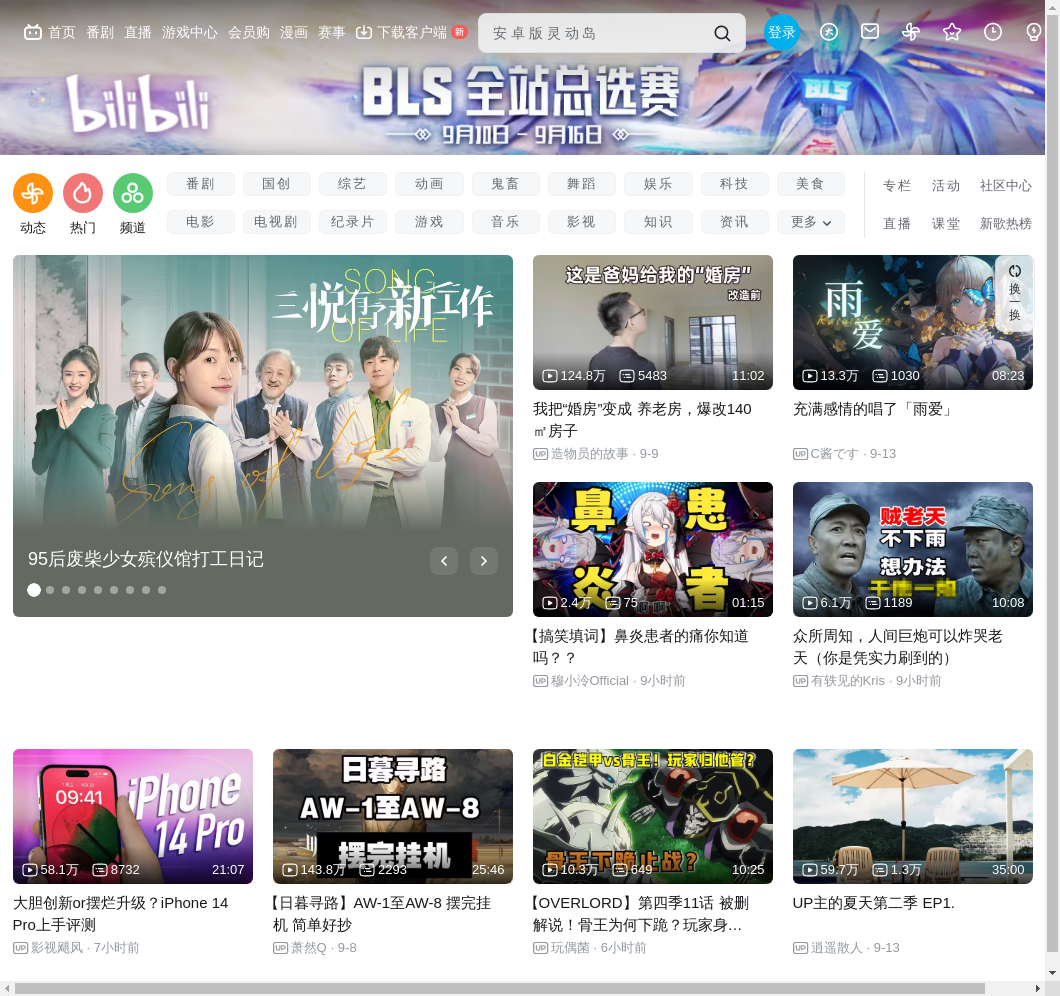 首页 番剧 直播 游戏中心 会员购 漫画 赛事 下载客户端 新 安卓版灵动岛 登录
bilibili
BLS 全站总选赛
9月10日 - 9月16日
BLS
动态 热门 频道
番剧 国创 综艺 动画 鬼畜 舞蹈 娱乐 科技 美食
电影 电视剧 纪录片 游戏 音乐 影视 知识 资讯 更多
专栏 活动 社区中心
直播 课堂 新歌热榜
SONG
三悦有了新工作
OF LIFE
Song of life
95后废柴少女殡仪馆打工日记
这是爸妈给我的“婚房”
改造前
124.8万 5483 11:02
我把“婚房”变成 养老房，爆改140
㎡房子
UP 造物员的故事 · 9-9
雨爱
13.3万 1030 08:23
换一换
充满感情的唱了「雨爱」
UP C酱です · 9-13
鼻炎患者
2.4万 75 01:15
【搞笑填词】鼻炎患者的痛你知道
吗？？
UP 穆小泠Official · 9小时前
贼老天
不下雨
想办法
干他一炮
6.1万 1189 10:08
众所周知，人间巨炮可以炸哭老
天（你是凭实力刷到的）
UP 有轶见的Kris · 9小时前
09:41
iPhone
14 Pro
58.1万 8732 21:07
大胆创新or摆烂升级？iPhone 14
Pro上手评测
UP 影视飓风 · 7小时前
日暮寻路
AW-1至AW-8
摆完挂机
143.8万 2293 25:46
【日暮寻路】AW-1至AW-8 摆完挂
机 简单好抄
UP 萧然Q · 9-8
白金铠甲vs骨王！玩家归他管？
骨王下跪止战？
10.3万 649 10:25
【OVERLORD】第四季11话 被删
解说！骨王为何下跪？玩家身…
UP 玩偶菌 · 6小时前
59.7万 1.3万 35:00
UP主的夏天第二季 EP1.
UP 逍遥散人 · 9-13